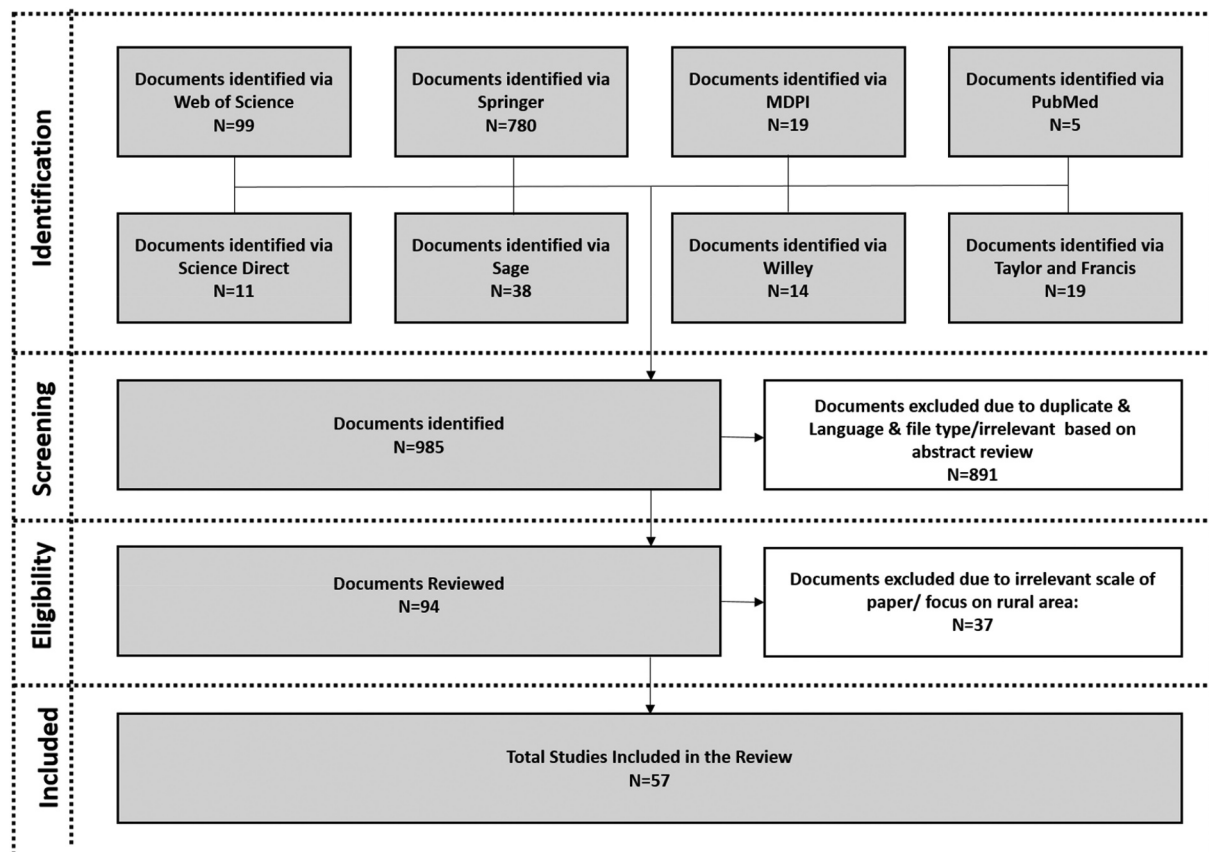 Identification
Documents identified via
Web of Science
N=99
Documents identified via
Springer
N=780
Documents identified via
MDPI
N=19
Documents identified via
PubMed
N=5
Documents identified via
Science Direct
N=11
Documents identified via
Sage
N=38
Documents identified via
Willey
N=14
Documents identified via
Taylor and Francis
N=19
Screening
Documents identified
N=985
Documents excluded due to duplicate &
Language & file type/irrelevant based on
abstract review
N=891
Eligibility
Documents Reviewed
N=94
Documents excluded due to irrelevant scale of
paper/ focus on rural area:
N=37
Included
Total Studies Included in the Review
N=57